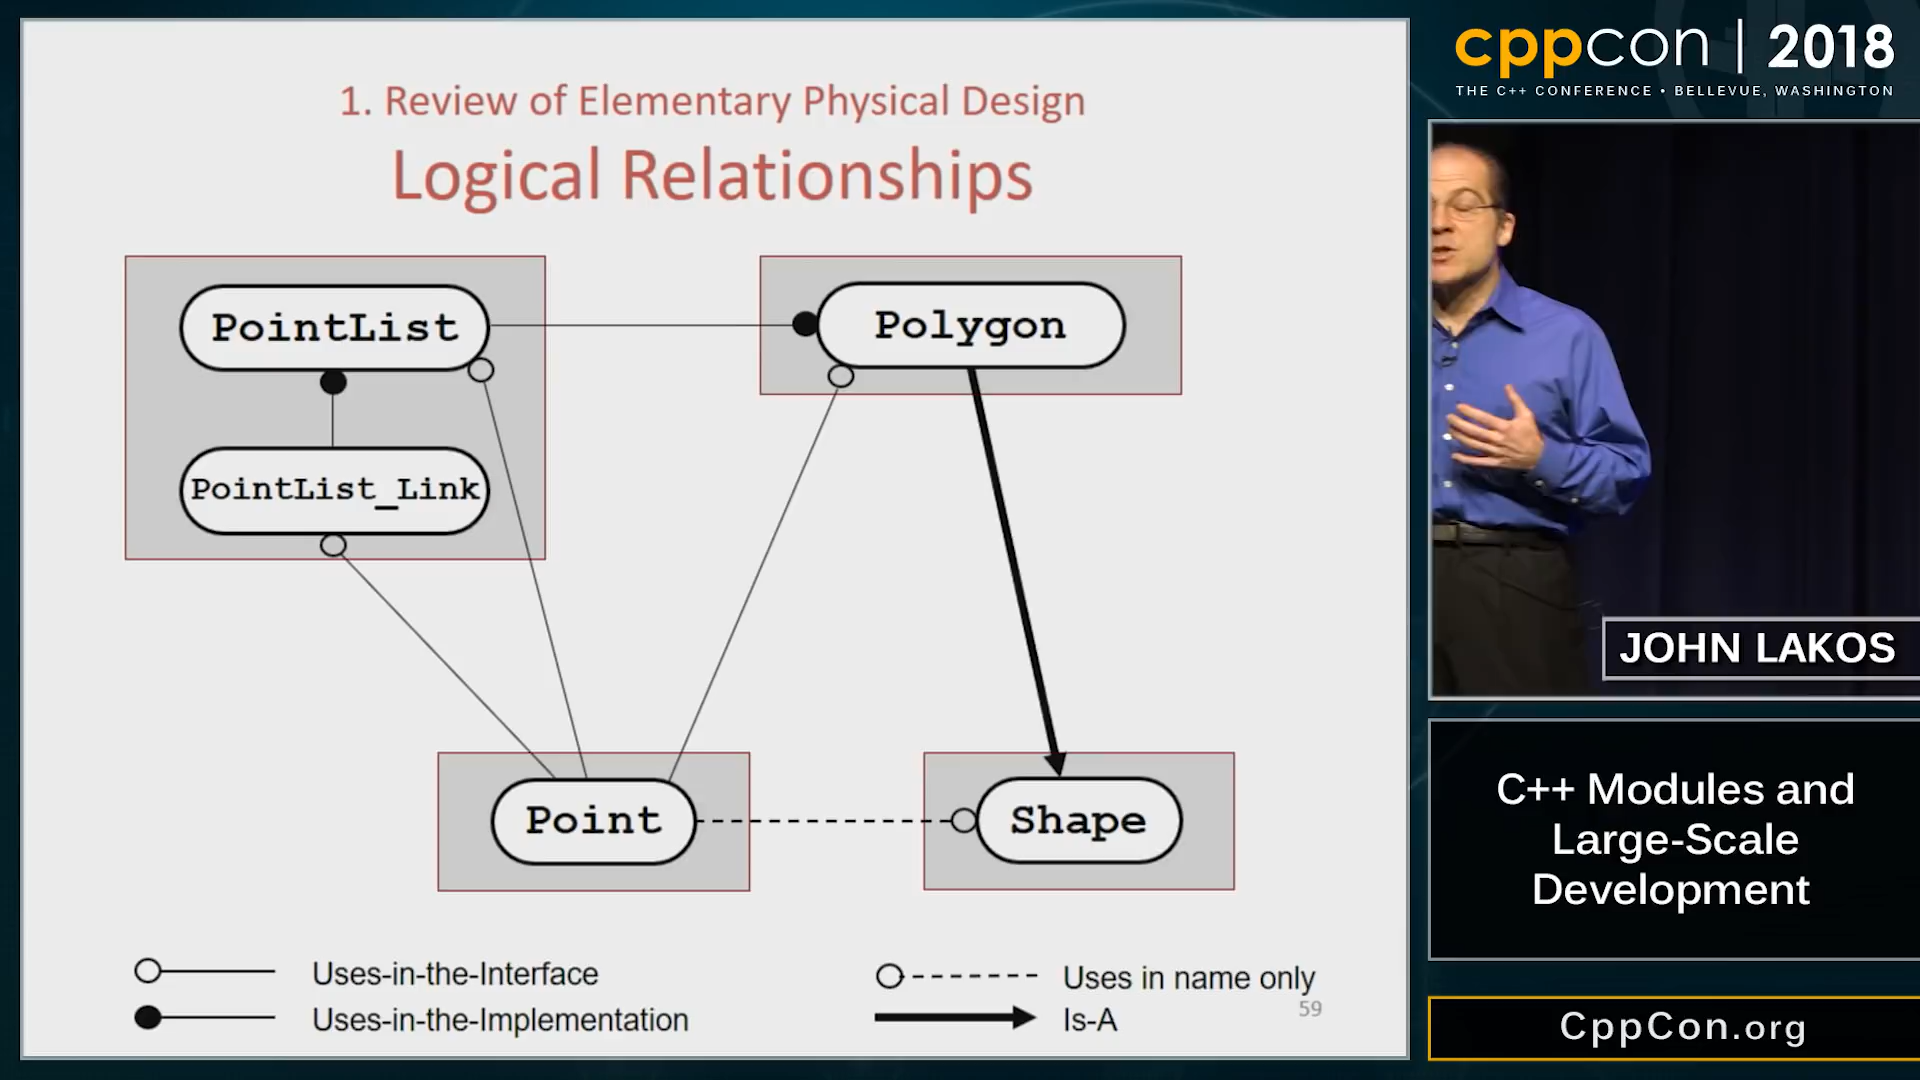 1. Review of Elementary Physical Design
Logical Relationships
PointList
Polygon
PointList_Link
Point
Shape
Uses-in-the-Interface
Uses-in-the-Implementation
Uses in name only
Is-A
59
cppcon | 2018
THE C++ CONFERENCE • BELLEVUE, WASHINGTON
JOHN LAKOS
C++ Modules and
Large-Scale
Development
CppCon.org